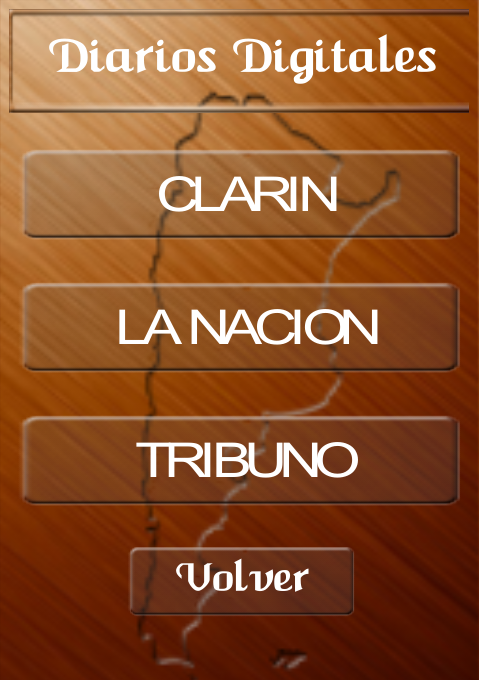 Diarios Digitales
CLARIN
LA NACION
TRIBUNO
Volver